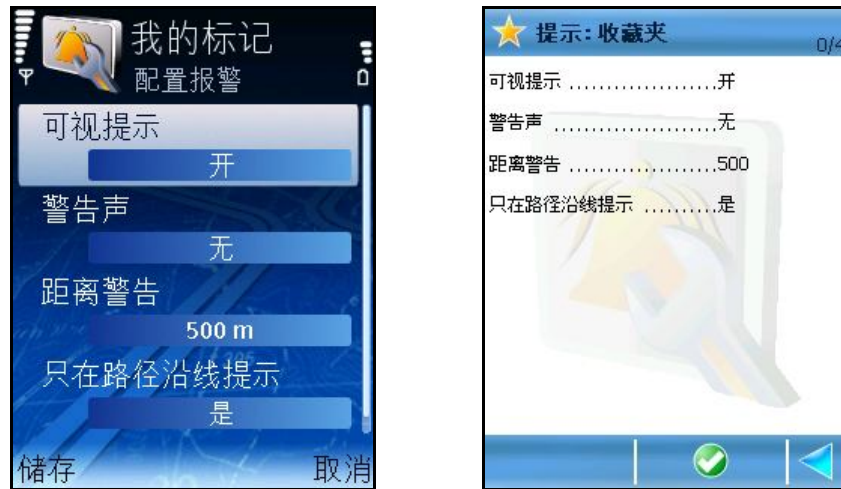 我的标记
配置报警
可视提示
开
警告声
无
距离警告
500 m
只在路径沿线提示
是
储存
取消
提示: 收藏夹
0/4
可视提示 ....................开
警告声 ......................无
距离警告 ....................500
只在路径沿线提示 ..........是